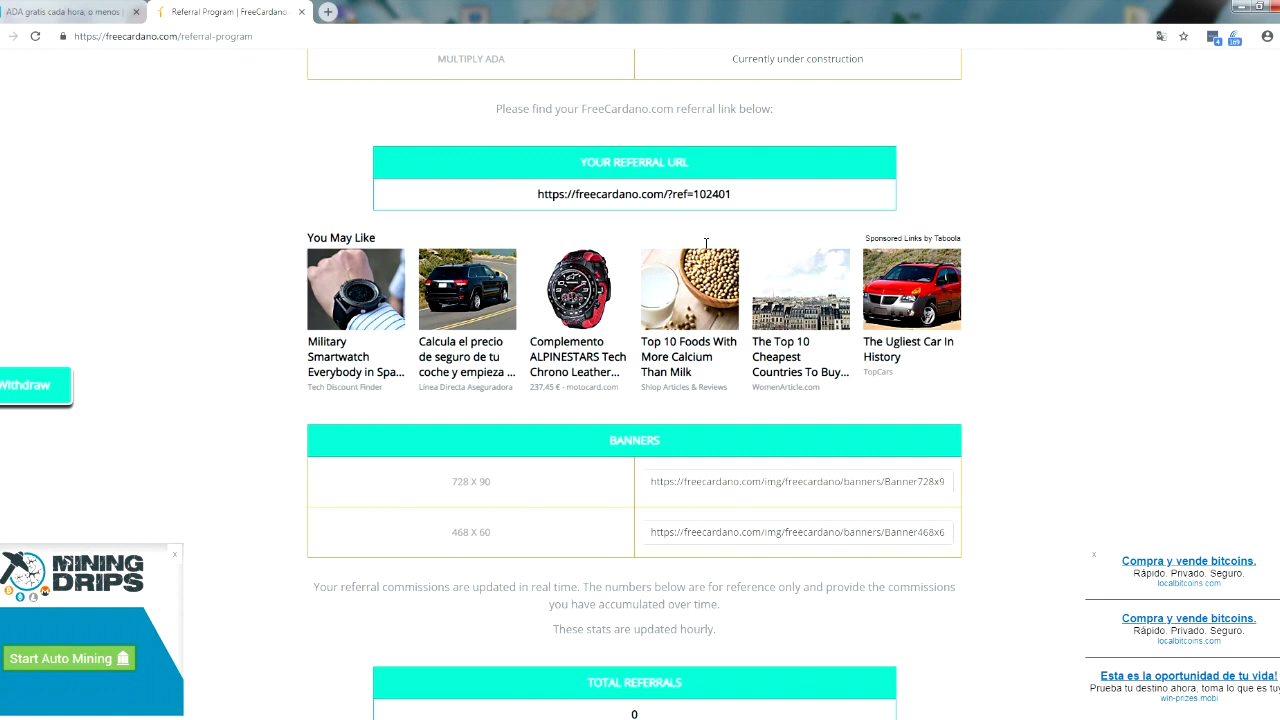 ADA gratis cada hora, o menos
Referral Program | FreeCardano
https://freecardano.com/referral-program
MULTIPLY ADA
Currently under construction
Please find your FreeCardano.com referral link below:
YOUR REFERRAL URL
https://freecardano.com/?ref=102401
You May Like
Sponsored Links by Taboola
Military
Smartwatch
Everybody in Spa...
Tech Discount Finder
Calcula el precio
de seguro de tu
coche y empieza ...
Línea Directa Aseguradora
Complemento
ALPINESTARS Tech
Chrono Leather...
237,45 € - motocard.com
Top 10 Foods With
More Calcium
Than Milk
Shlop Articles & Reviews
The Top 10
Cheapest
Countries To Buy...
WomenArticle.com
The Ugliest Car In
History
TopCars
Withdraw
BANNERS
728 X 90
https://freecardano.com/img/freecardano/banners/Banner728x9
468 X 60
https://freecardano.com/img/freecardano/banners/Banner468x6
Your referral commissions are updated in real time. The numbers below are for reference only and provide the commissions
you have accumulated over time.
These stats are updated hourly.
TOTAL REFERRALS
0
x
MINING
DRIPS
Start Auto Mining
x
Compra y vende bitcoins.
Rápido. Privado. Seguro.
localbitcoins.com
Compra y vende bitcoins.
Rápido. Privado. Seguro.
localbitcoins.com
Esta es la oportunidad de tu vida!
Prueba tu destino ahora, toma lo que es tu
win-prizes.mobi